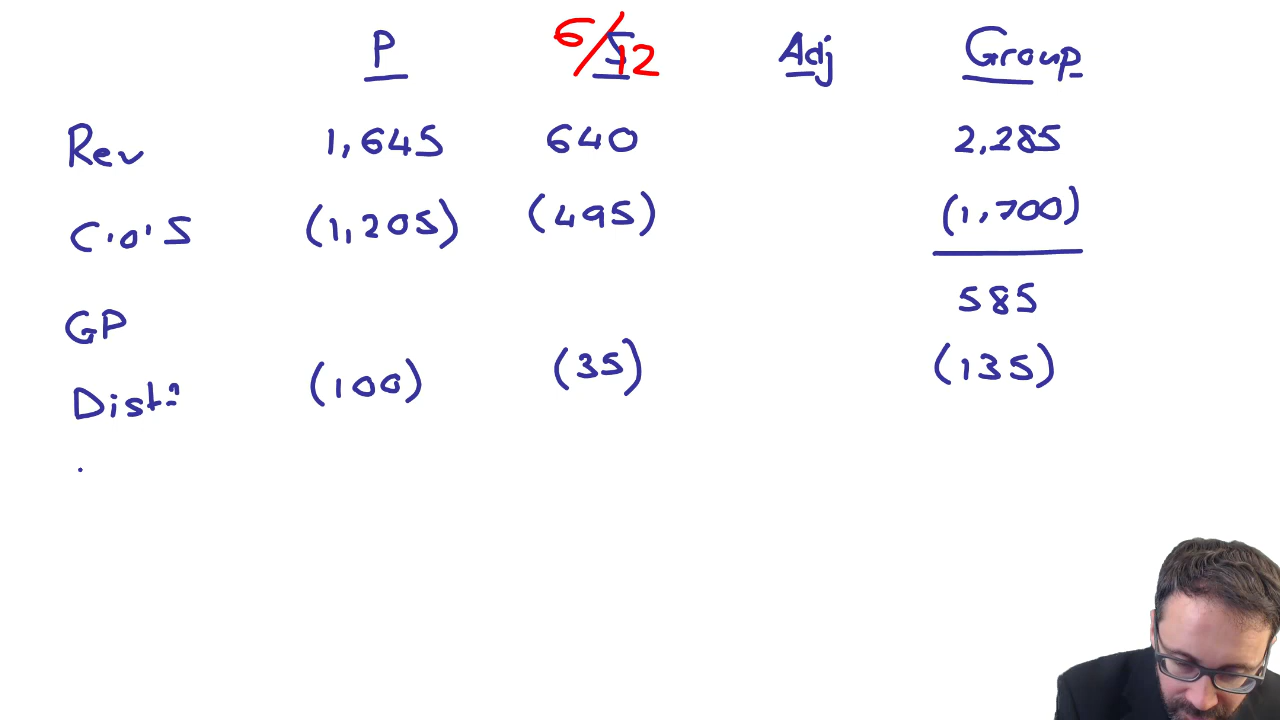 P 6/12 S Adj Group
Rev 1,645 640 2,285
C.O.S (1,205) (495) (1,700)
GP 585
Dist? (100) (35) (135)